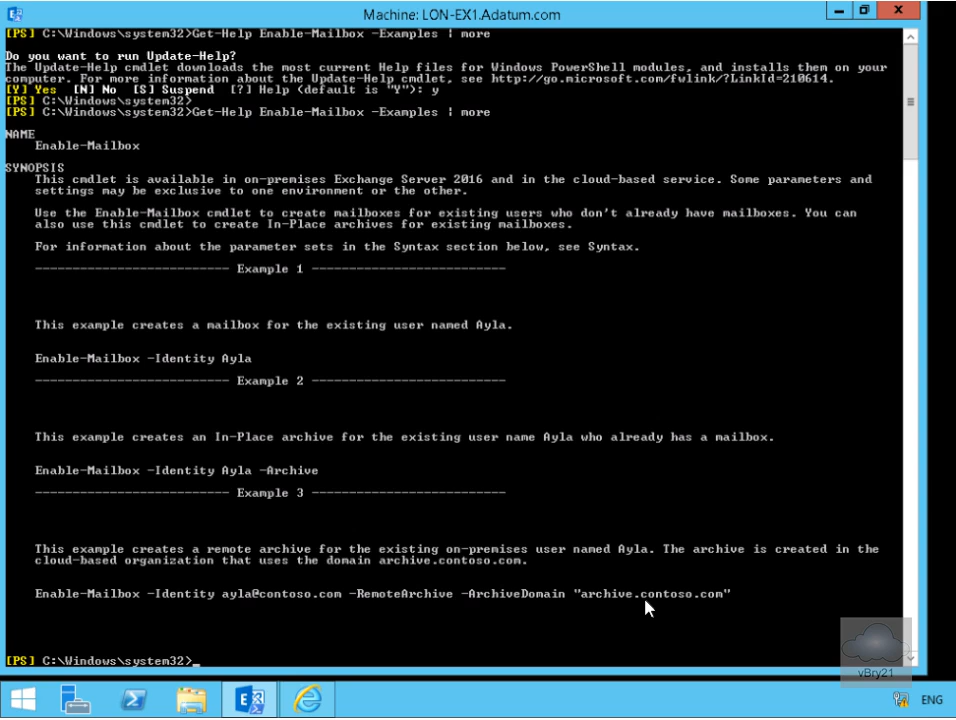 Machine: LON-EX1.Adatum.com
[PS] C:\Windows\system32>Get-Help Enable-Mailbox -Examples | more
Do you want to run Update-Help?
The Update-Help cmdlet downloads the most current Help files for Windows PowerShell modules, and installs them on your
computer. For more information about the Update-Help cmdlet, see http://go.microsoft.com/fwlink/?LinkId=210614.
[Y] Yes  [N] No  [S] Suspend  [?] Help (default is "Y"): y
[PS] C:\Windows\system32>
[PS] C:\Windows\system32>Get-Help Enable-Mailbox -Examples | more
NAME
Enable-Mailbox
SYNOPSIS
This cmdlet is available in on-premises Exchange Server 2016 and in the cloud-based service. Some parameters and
settings may be exclusive to one environment or the other.
Use the Enable-Mailbox cmdlet to create mailboxes for existing users who don't already have mailboxes. You can
also use this cmdlet to create In-Place archives for existing mailboxes.
For information about the parameter sets in the Syntax section below, see Syntax.
-------------------------- Example 1 --------------------------
This example creates a mailbox for the existing user named Ayla.
Enable-Mailbox -Identity Ayla
-------------------------- Example 2 --------------------------
This example creates an In-Place archive for the existing user name Ayla who already has a mailbox.
Enable-Mailbox -Identity Ayla -Archive
-------------------------- Example 3 --------------------------
This example creates a remote archive for the existing on-premises user named Ayla. The archive is created in the
cloud-based organization that uses the domain archive.contoso.com.
Enable-Mailbox -Identity ayla@contoso.com -RemoteArchive -ArchiveDomain "archive.contoso.com"
[PS] C:\Windows\system32>_
vBry21
ENG